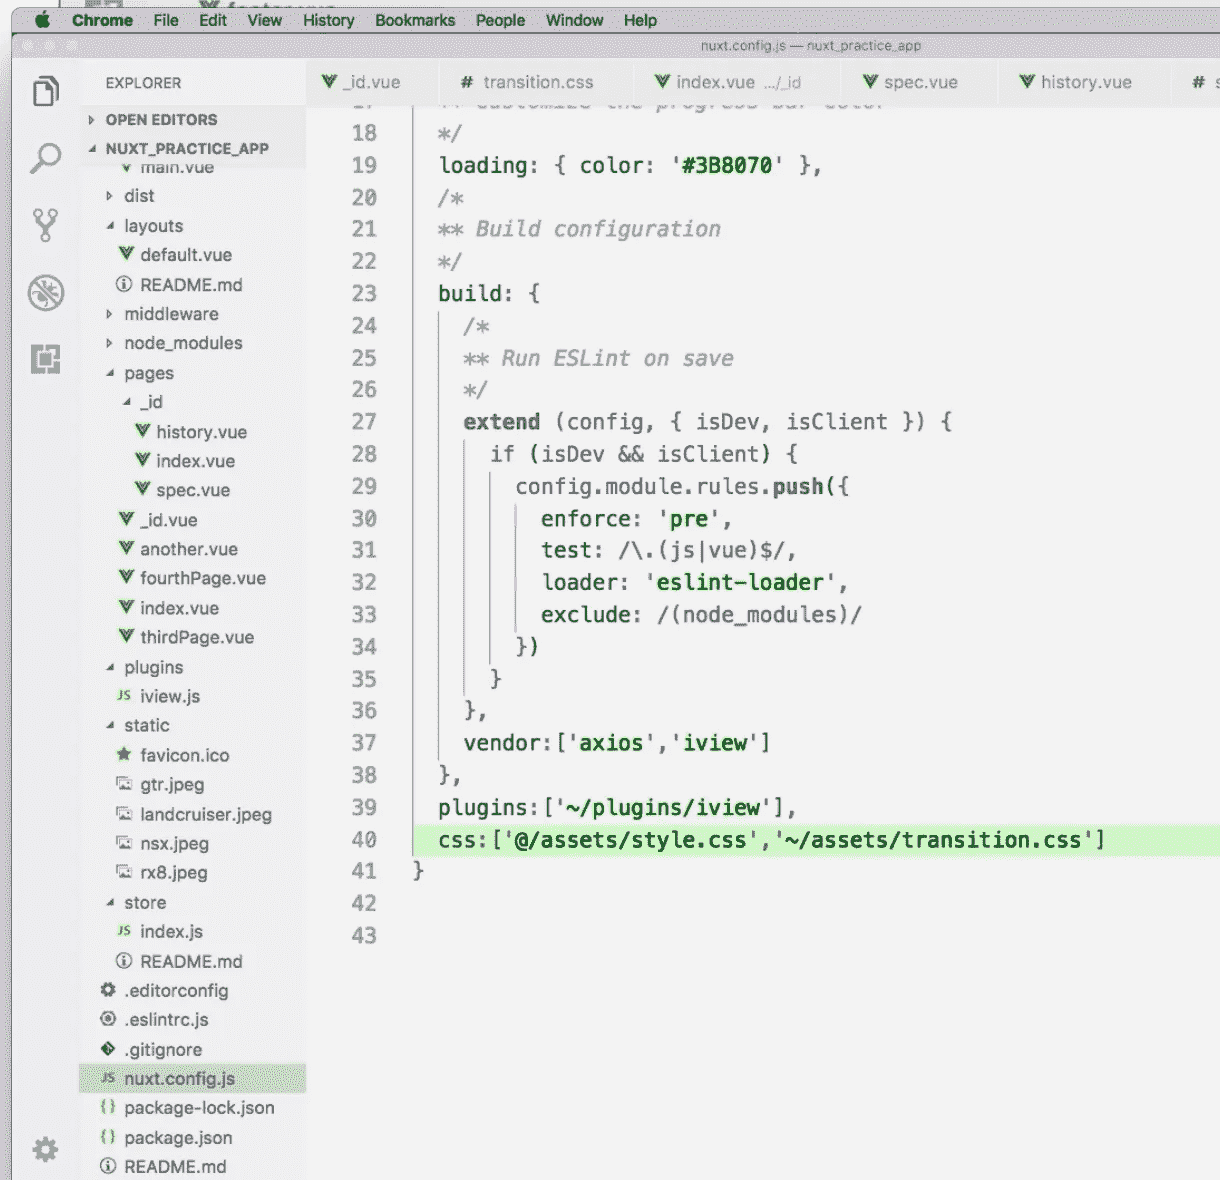 Chrome File Edit View History Bookmarks People Window Help
nuxt.config.js — nuxt_practice_app
EXPLORER
_id.vue
# transition.css
index.vue .../_id
spec.vue
history.vue
#
OPEN EDITORS
NUXT_PRACTICE_APP
main.vue
dist
layouts
default.vue
README.md
middleware
node_modules
pages
_id
history.vue
index.vue
spec.vue
_id.vue
another.vue
fourthPage.vue
index.vue
thirdPage.vue
plugins
JS iview.js
static
favicon.ico
gtr.jpeg
landcruiser.jpeg
nsx.jpeg
rx8.jpeg
store
JS index.js
README.md
.editorconfig
.eslintrc.js
.gitignore
JS nuxt.config.js
{} package-lock.json
{} package.json
README.md
17 ** Customize the progress bar color
18 */
19 loading: { color: '#3B8070' },
20 /*
21 ** Build configuration
22 */
23 build: {
24 /*
25 ** Run ESLint on save
26 */
27 extend (config, { isDev, isClient }) {
28 if (isDev && isClient) {
29 config.module.rules.push({
30 enforce: 'pre',
31 test: /\.(js|vue)$/,
32 loader: 'eslint-loader',
33 exclude: /(node_modules)/
34 })
35 }
36 },
37 vendor:['axios','iview']
38 },
39 plugins:['~/plugins/iview'],
40 css:['@/assets/style.css','~/assets/transition.css']
41 }
42
43